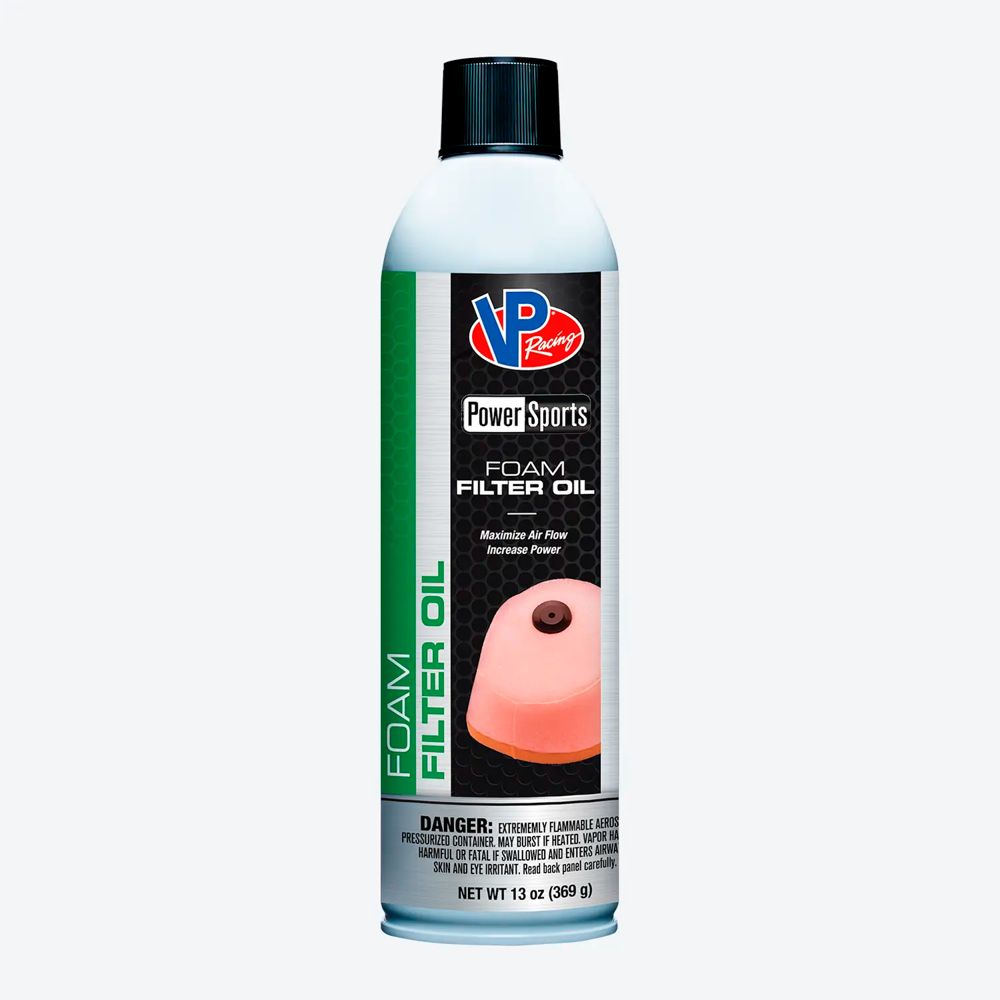 VP
Racing
Power Sports
FOAM
FILTER OIL
Maximize Air Flow
Increase Power
FOAM
FILTER OIL
DANGER: EXTREMEMLY FLAMMABLE
PRESSURIZED CONTAINER. MAY BURST IF HEATED. VAPOR
HARMFUL OR FATAL IF SWALLOWED AND ENTERS
SKIN AND EYE IRRITANT. Read back panel carefully.
NET WT 13 oz (369 g)